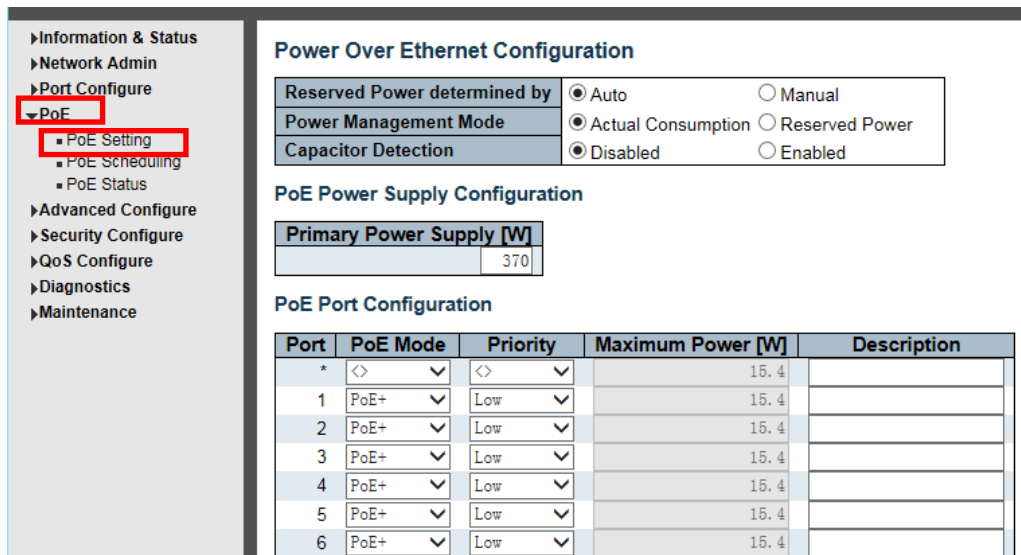 Information & Status
Network Admin
Port Configure
PoE
PoE Setting
PoE Scheduling
PoE Status
Advanced Configure
Security Configure
QoS Configure
Diagnostics
Maintenance
Power Over Ethernet Configuration
Reserved Power determined by Auto Manual
Power Management Mode Actual Consumption Reserved Power
Capacitor Detection Disabled Enabled
PoE Power Supply Configuration
Primary Power Supply [W]
370
PoE Port Configuration
Port PoE Mode Priority Maximum Power [W] Description
* <> <> 15.4
1 PoE+ Low 15.4
2 PoE+ Low 15.4
3 PoE+ Low 15.4
4 PoE+ Low 15.4
5 PoE+ Low 15.4
6 PoE+ Low 15.4